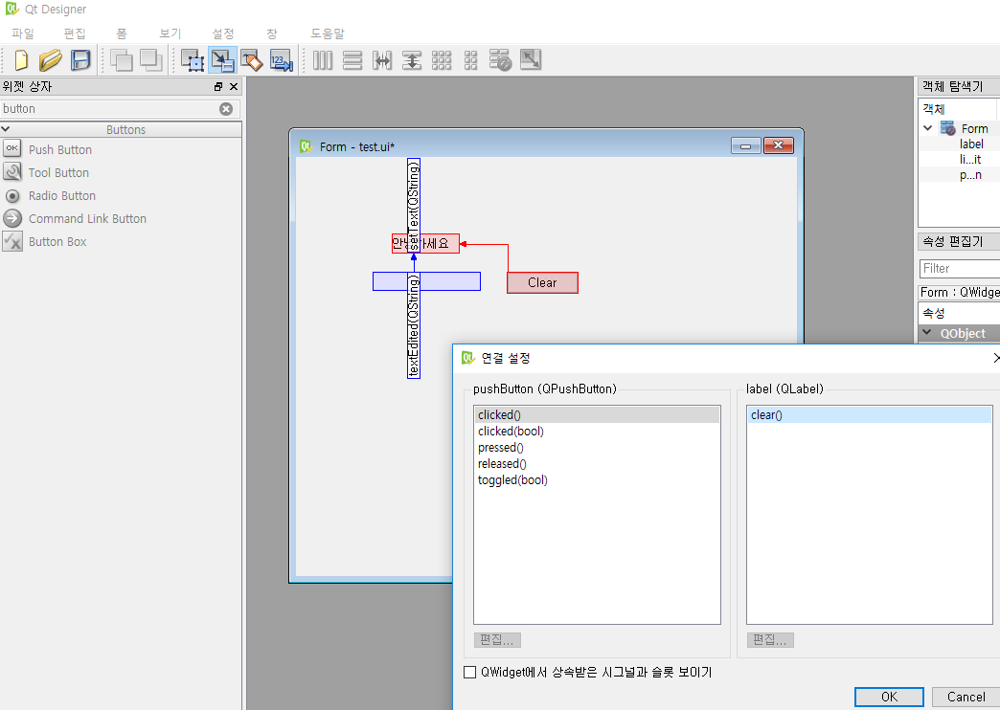 Qt Designer
파일 편집 폼 보기 설정 창 도움말
123
위젯 상자
button
Buttons
OK Push Button
Tool Button
Radio Button
Command Link Button
Button Box
Form - test.ui*
setText(QString)
textEdited(QString)
Clear
객체 탐색기
객체
Form
label
li...it
p...n
속성 편집기
Filter
Form : QWidge
속성
QObject
연결 설정
pushButton (QPushButton)
clicked()
clicked(bool)
pressed()
released()
toggled(bool)
편집...
label (QLabel)
clear()
편집...
QWidget에서 상속받은 시그널과 슬롯 보이기
OK Cancel